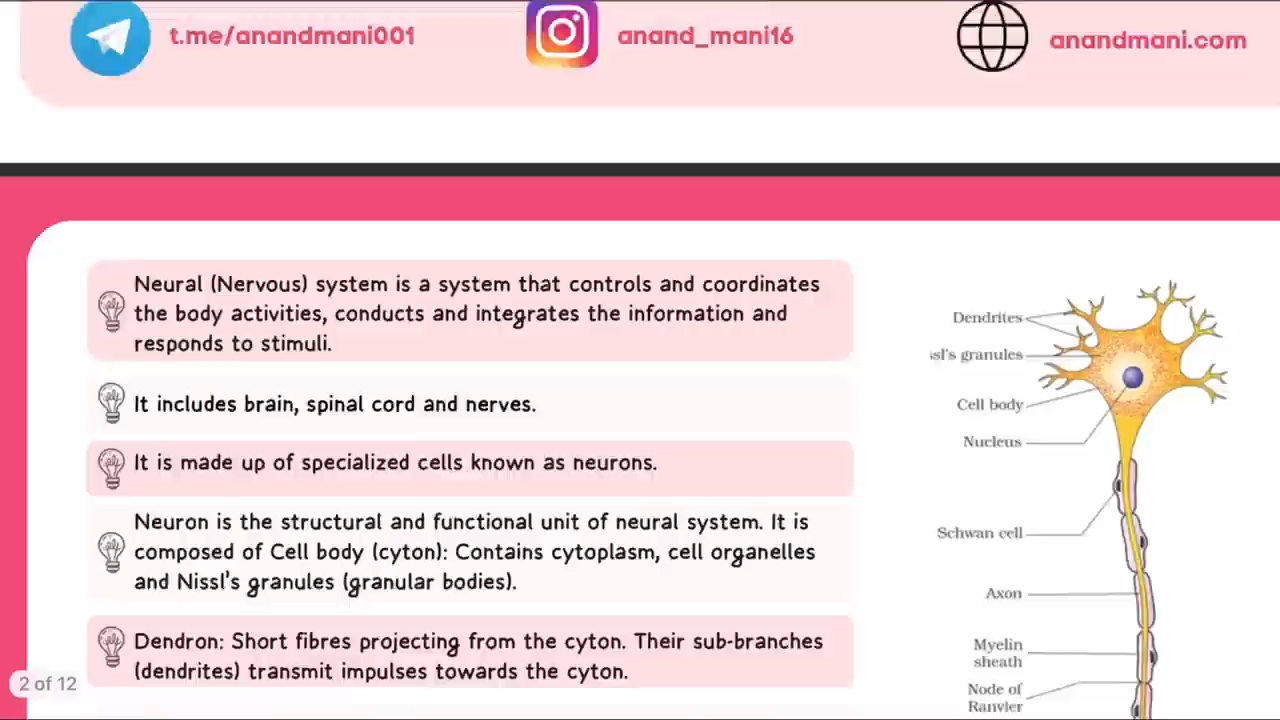 t.me/anandmani001
anand_mani16
anandmani.com
Neural (Nervous) system is a system that controls and coordinates
the body activities, conducts and integrates the information and
responds to stimuli.
It includes brain, spinal cord and nerves.
It is made up of specialized cells known as neurons.
Neuron is the structural and functional unit of neural system. It is
composed of Cell body (cyton): Contains cytoplasm, cell organelles
and Nissl's granules (granular bodies).
Dendron: Short fibres projecting from the cyton. Their sub-branches
(dendrites) transmit impulses towards the cyton.
Dendrites
ssl's granules
Cell body
Nucleus
Schwan cell
Axon
Myelin
sheath
Node of
Ranvier
2 of 12